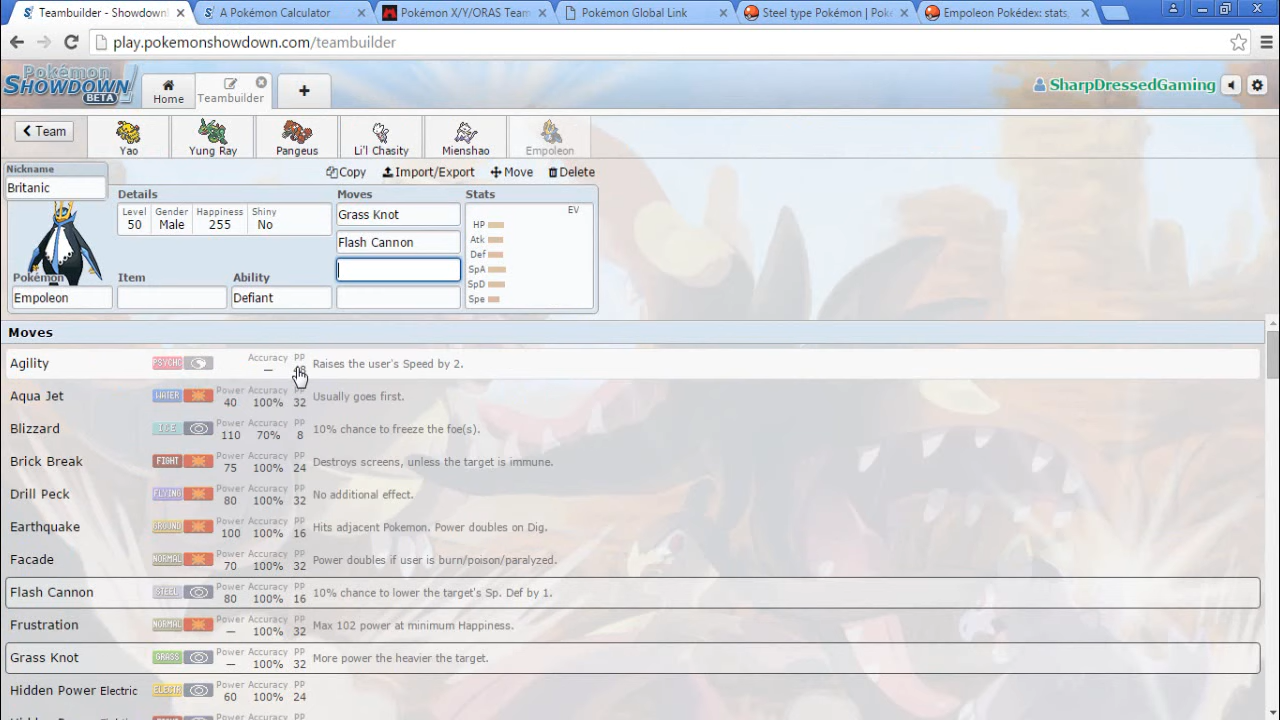 Teambuilder - Showdown!
A Pokémon Calculator
Pokémon X/Y/ORAS Team
Pokémon Global Link
Steel type Pokémon | Pok
Empoleon Pokédex: stats,
play.pokemonshowdown.com/teambuilder
Pokémon
SHOWDOWN
BETA
Home
Teambuilder
SharpDressedGaming
Team
Yao
Yung Ray
Pangeus
Li'l Chasity
Mienshao
Empoleon
Copy
Import/Export
Move
Delete
Nickname
Britanic
Details
Level
50
Gender
Male
Happiness
255
Shiny
No
Pokémon
Empoleon
Item
Ability
Defiant
Moves
Grass Knot
Flash Cannon
Stats
EV
HP
Atk
Def
SpA
SpD
Spe
Moves
Agility PSYCHC Accuracy — PP Raises the user's Speed by 2.
Aqua Jet WATER Power 40 Accuracy 100% PP 32 Usually goes first.
Blizzard ICE Power 110 Accuracy 70% PP 8 10% chance to freeze the foe(s).
Brick Break FIGHT Power 75 Accuracy 100% PP 24 Destroys screens, unless the target is immune.
Drill Peck FLYING Power 80 Accuracy 100% PP 32 No additional effect.
Earthquake GROUND Power 100 Accuracy 100% PP 16 Hits adjacent Pokemon. Power doubles on Dig.
Facade NORMAL Power 70 Accuracy 100% PP 32 Power doubles if user is burn/poison/paralyzed.
Flash Cannon STEEL Power 80 Accuracy 100% PP 16 10% chance to lower the target's Sp. Def by 1.
Frustration NORMAL Power — Accuracy 100% PP 32 Max 102 power at minimum Happiness.
Grass Knot GRASS Power — Accuracy 100% PP 32 More power the heavier the target.
Hidden Power Electric ELECTR Power 60 Accuracy 100% PP 24